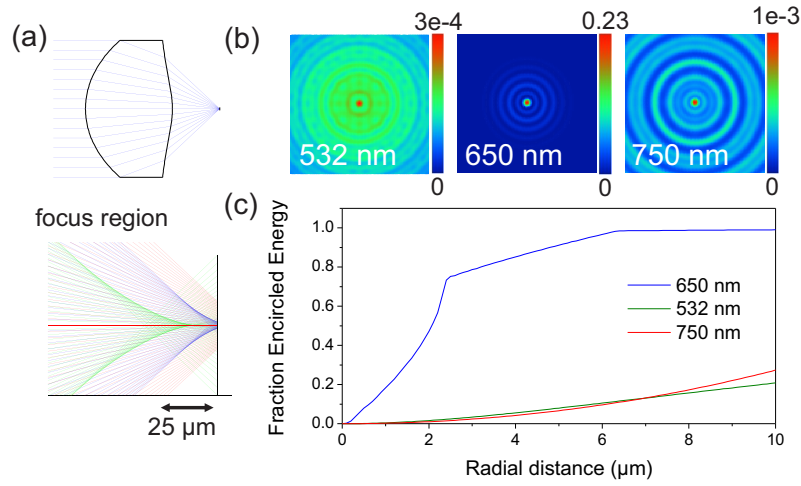 (a)
focus region
25 µm
(b)
3e-4
0.23
1e-3
532 nm
650 nm
750 nm
0
0
0
(c)
Fraction Encircled Energy
1.0
0.8
0.6
0.4
0.2
0.0
650 nm
532 nm
750 nm
0
2
4
6
8
10
Radial distance (µm)